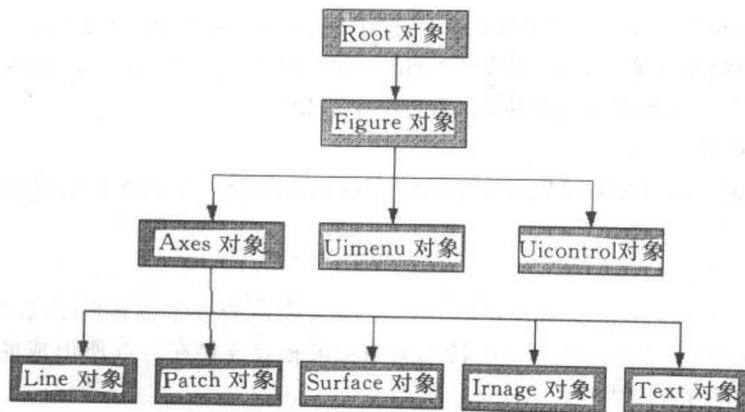 Root 对象
Figure 对象
Axes 对象
Uimenu 对象
Uicontrol对象
Line 对象
Patch 对象
Surface 对象
Irnage 对象
Text 对象